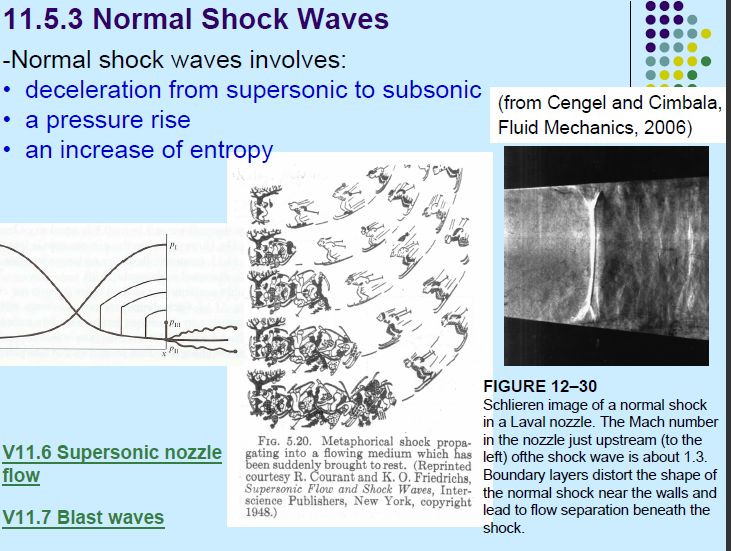 11.5.3 Normal Shock Waves
-Normal shock waves involves:
• deceleration from supersonic to subsonic
• a pressure rise
• an increase of entropy
(from Cengel and Cimbala,
Fluid Mechanics, 2006)
p_I
p_III
x p_II
FIG. 5.20. Metaphorical shock propa-
gating into a flowing medium which has
been suddenly brought to rest. (Reprinted
courtesy R. Courant and K. O. Friedrichs,
Supersonic Flow and Shock Waves, Inter-
science Publishers, New York, copyright
1948.)
FIGURE 12–30
Schlieren image of a normal shock
in a Laval nozzle. The Mach number
in the nozzle just upstream (to the
left) ofthe shock wave is about 1.3.
Boundary layers distort the shape of
the normal shock near the walls and
lead to flow separation beneath the
shock.
V11.6 Supersonic nozzle
flow
V11.7 Blast waves